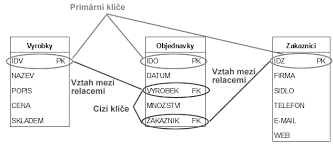 Primární klíče
Vyrobky
IDV PK
NAZEV
POPIS
CENA
SKLADEM
Vztah mezi
relacemi
Cizí klíče
Objednavky
IDO PK
DATUM
VYROBEK FK
MNOZSTVI
ZAKAZNIK FK
Vztah mezi
relacemi
Zakaznici
IDZ PK
FIRMA
SIDLO
TELEFON
E-MAIL
WEB